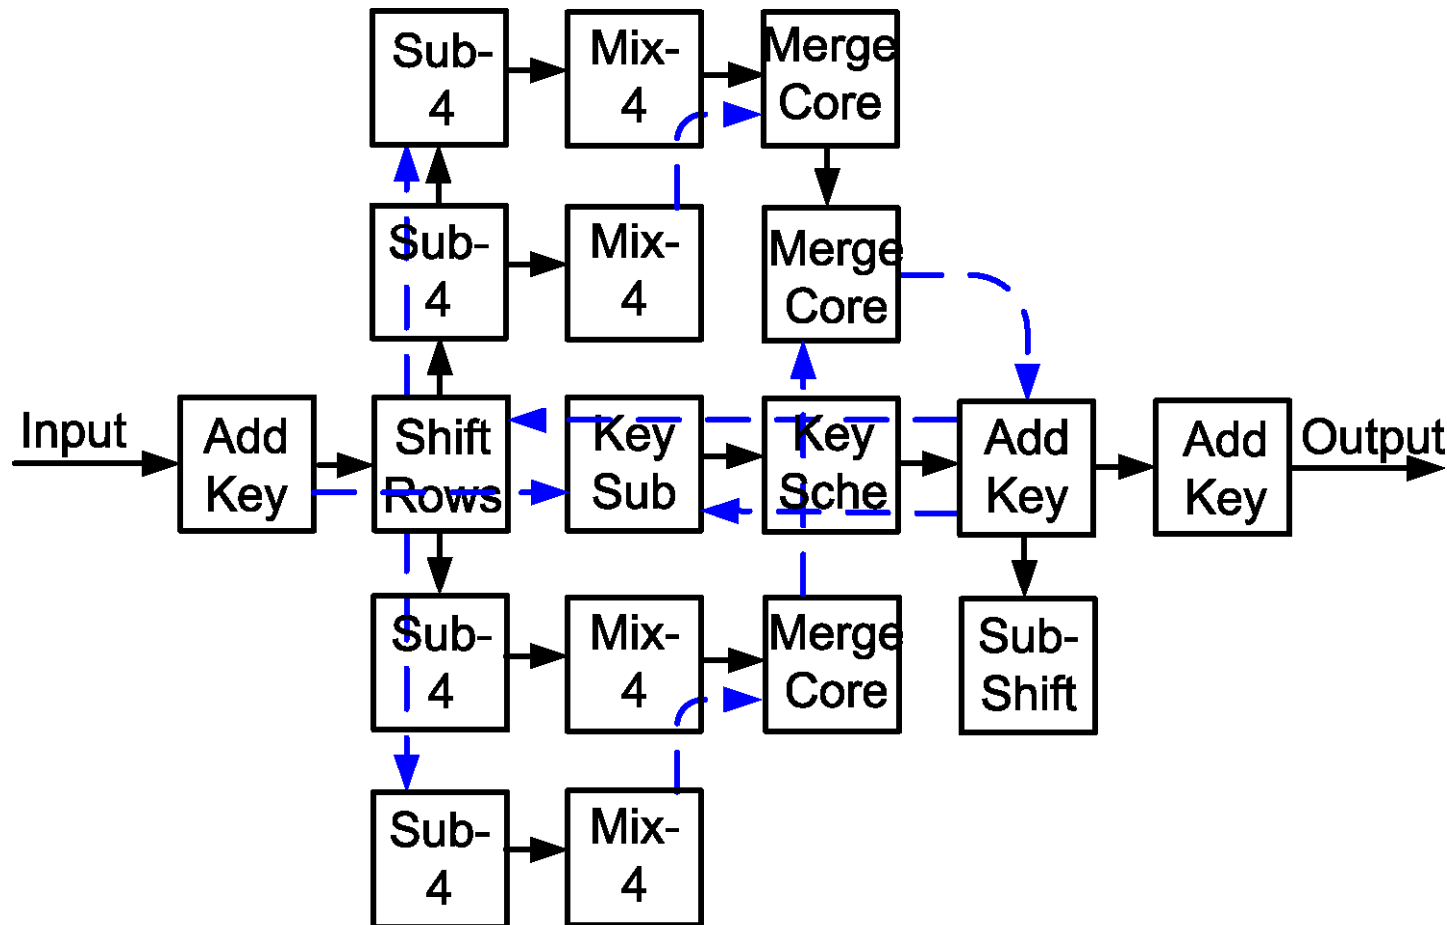 Sub-
4
Mix-
4
Merge
Core
Sub-
4
Mix-
4
Merge
Core
Input
Add
Key
Shift
Rows
Key
Sub
Key
Sche
Add
Key
Add
Key
Output
Sub-
4
Mix-
4
Merge
Core
Sub-
Shift
Sub-
4
Mix-
4